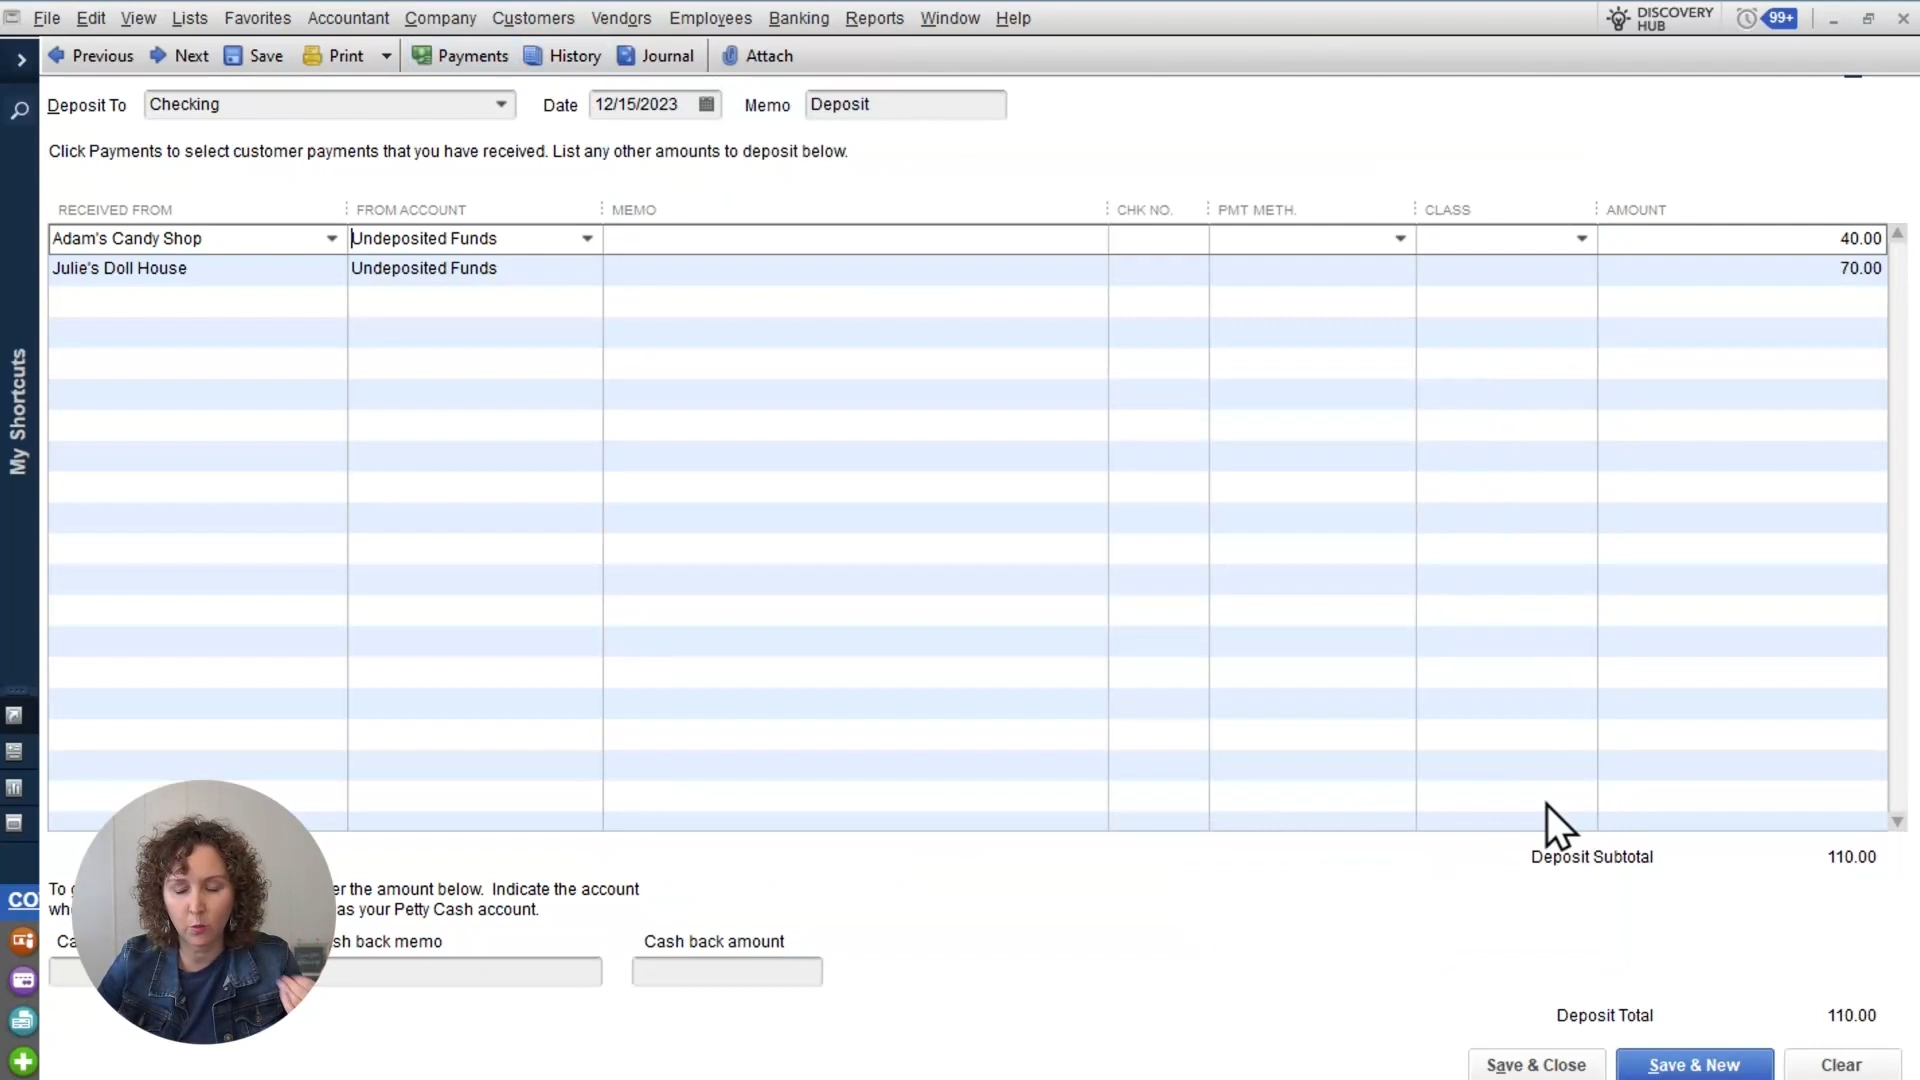 File Edit View Lists Favorites Accountant Company Customers Vendors Employees Banking Reports Window Help
DISCOVERY
HUB
99+
Previous Next Save Print Payments History Journal Attach
Deposit To Checking Date 12/15/2023 Memo Deposit
Click Payments to select customer payments that you have received. List any other amounts to deposit below.
RECEIVED FROM FROM ACCOUNT MEMO CHK NO. PMT METH. CLASS AMOUNT
Adam's Candy Shop Undeposited Funds 40.00
Julie's Doll House Undeposited Funds 70.00
My Shortcuts
Deposit Subtotal 110.00
To the amount below. Indicate the account
as your Petty Cash account.
back memo Cash back amount
Deposit Total 110.00
Save & Close Save & New Clear